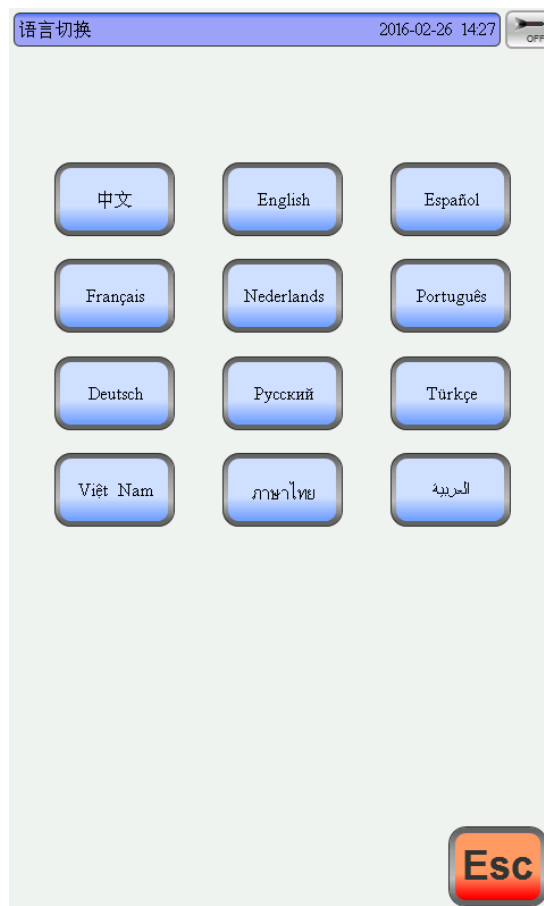 语言切换 2016-02-26 14:27
OFF
中文 English Español
Français Nederlands Português
Deutsch Русский Türkçe
Việt Nam ภาษาไทย العربية
Esc